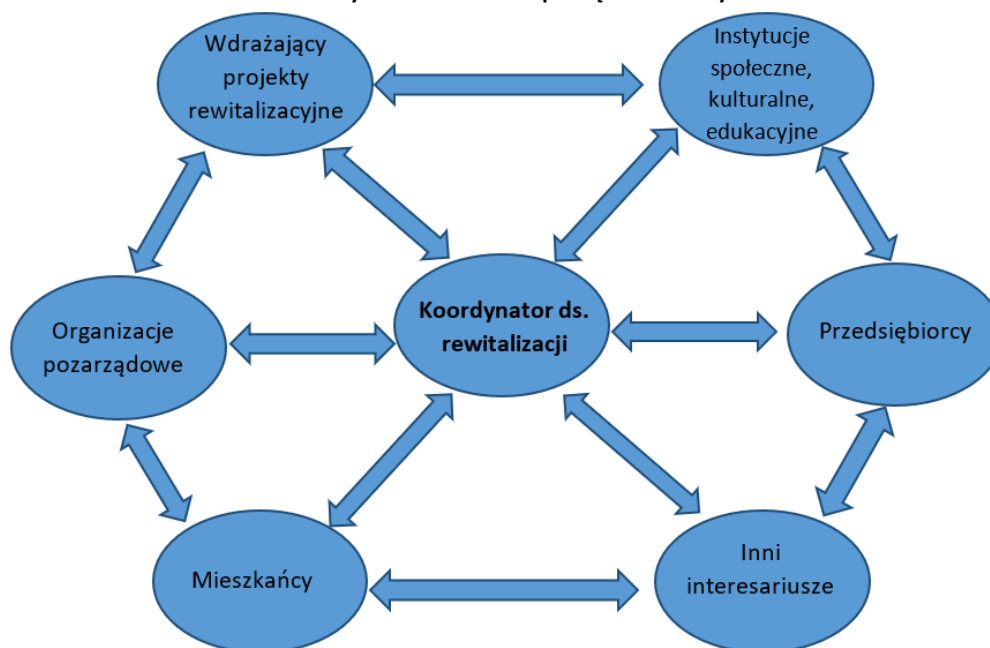 Wdrażający
projekty
rewitalizacyjne
Instytucje
społeczne,
kulturalne,
edukacyjne
Organizacje
pozarządowe
Koordynator ds.
rewitalizacji
Przedsiębiorcy
Mieszkańcy
Inni
interesariusze